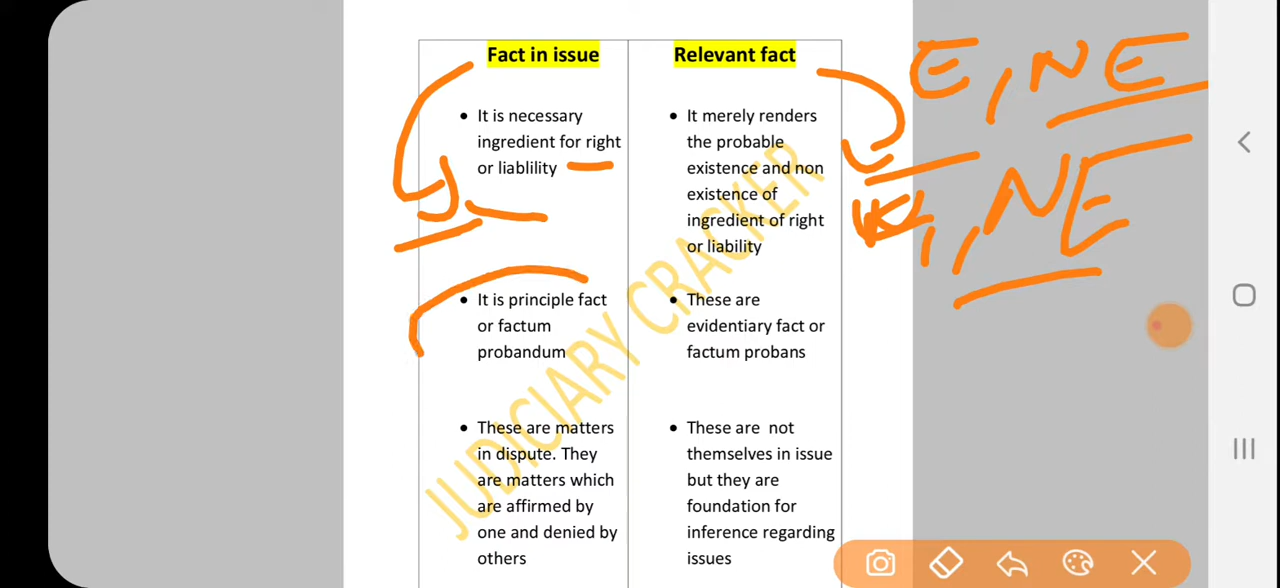 Fact in issue
Relevant fact
E, NE
, NE
• It is necessary
ingredient for right
or liablility
• It merely renders
the probable
existence and non
existence of
ingredient of right
or liability
• It is principle fact
or factum
probandum
• These are
evidentiary fact or
factum probans
• These are matters
in dispute. They
are matters which
are affirmed by
one and denied by
others
• These are not
themselves in issue
but they are
foundation for
inference regarding
issues
JUDICIARY CRACKER